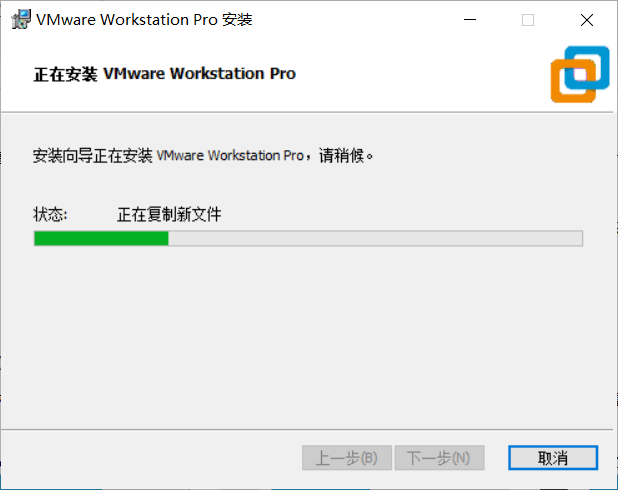 VMware Workstation Pro 安装
正在安装 VMware Workstation Pro
安装向导正在安装 VMware Workstation Pro，请稍候。
状态: 正在复制新文件
上一步(B) 下一步(N) 取消